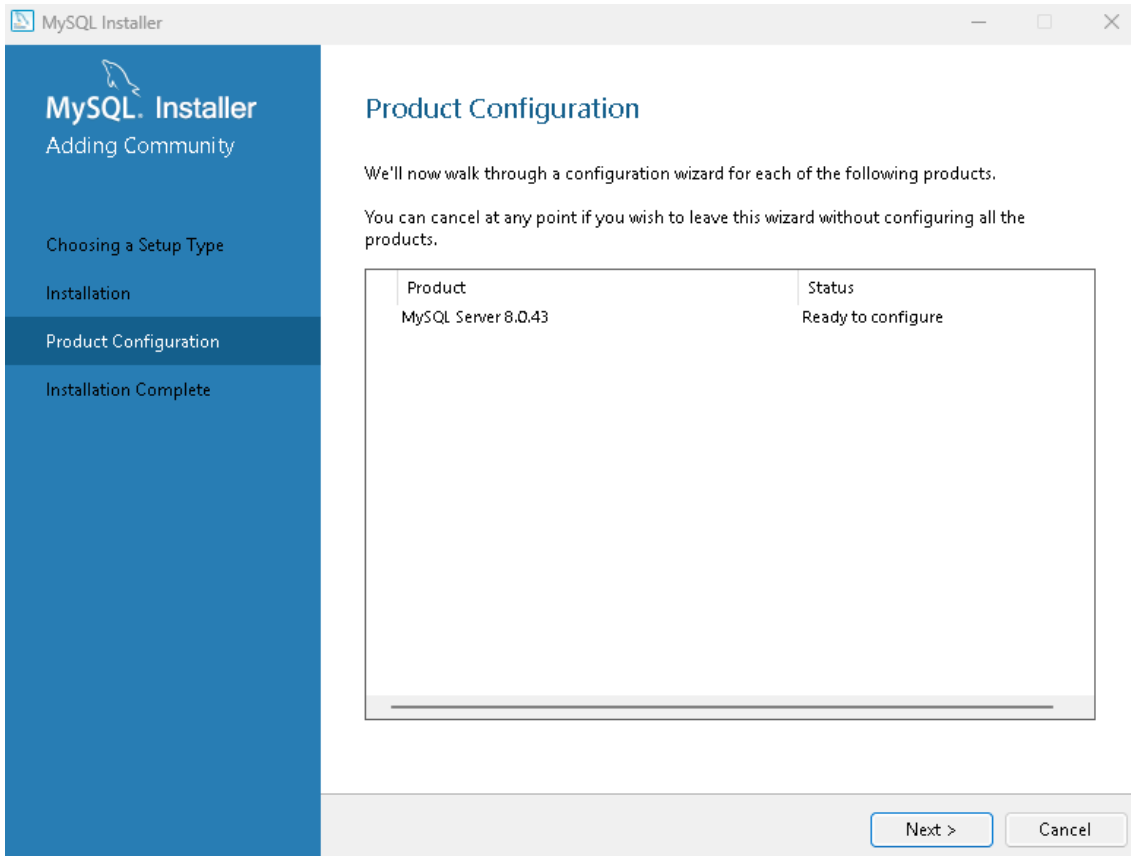 MySQL Installer
MySQL. Installer
Adding Community
Choosing a Setup Type
Installation
Product Configuration
Installation Complete
Product Configuration
We'll now walk through a configuration wizard for each of the following products.
You can cancel at any point if you wish to leave this wizard without configuring all the
products.
Product Status
MySQL Server 8.0.43 Ready to configure
Next > Cancel